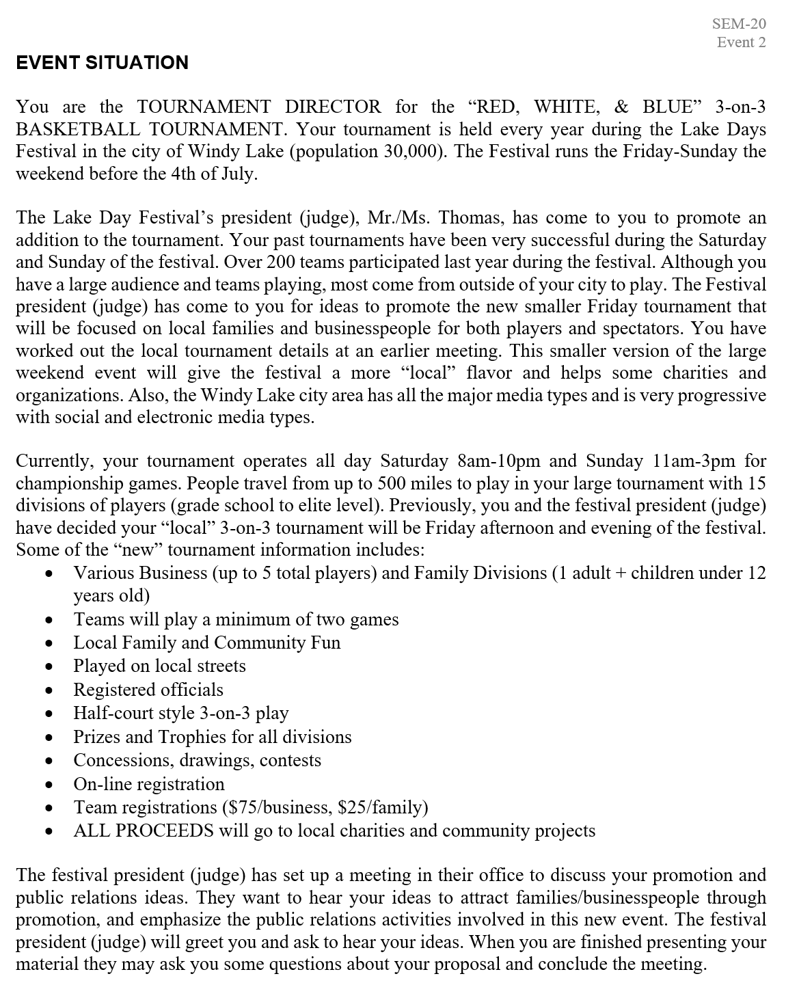 SEM-20
Event 2
EVENT SITUATION
You are the TOURNAMENT DIRECTOR for the “RED, WHITE, & BLUE” 3-on-3
BASKETBALL TOURNAMENT. Your tournament is held every year during the Lake Days
Festival in the city of Windy Lake (population 30,000). The Festival runs the Friday-Sunday the
weekend before the 4th of July.
The Lake Day Festival’s president (judge), Mr./Ms. Thomas, has come to you to promote an
addition to the tournament. Your past tournaments have been very successful during the Saturday
and Sunday of the festival. Over 200 teams participated last year during the festival. Although you
have a large audience and teams playing, most come from outside of your city to play. The Festival
president (judge) has come to you for ideas to promote the new smaller Friday tournament that
will be focused on local families and businesspeople for both players and spectators. You have
worked out the local tournament details at an earlier meeting. This smaller version of the large
weekend event will give the festival a more “local” flavor and helps some charities and
organizations. Also, the Windy Lake city area has all the major media types and is very progressive
with social and electronic media types.
Currently, your tournament operates all day Saturday 8am-10pm and Sunday 11am-3pm for
championship games. People travel from up to 500 miles to play in your large tournament with 15
divisions of players (grade school to elite level). Previously, you and the festival president (judge)
have decided your “local” 3-on-3 tournament will be Friday afternoon and evening of the festival.
Some of the “new” tournament information includes:
• Various Business (up to 5 total players) and Family Divisions (1 adult + children under 12
years old)
• Teams will play a minimum of two games
• Local Family and Community Fun
• Played on local streets
• Registered officials
• Half-court style 3-on-3 play
• Prizes and Trophies for all divisions
• Concessions, drawings, contests
• On-line registration
• Team registrations ($75/business, $25/family)
• ALL PROCEEDS will go to local charities and community projects
The festival president (judge) has set up a meeting in their office to discuss your promotion and
public relations ideas. They want to hear your ideas to attract families/businesspeople through
promotion, and emphasize the public relations activities involved in this new event. The festival
president (judge) will greet you and ask to hear your ideas. When you are finished presenting your
material they may ask you some questions about your proposal and conclude the meeting.